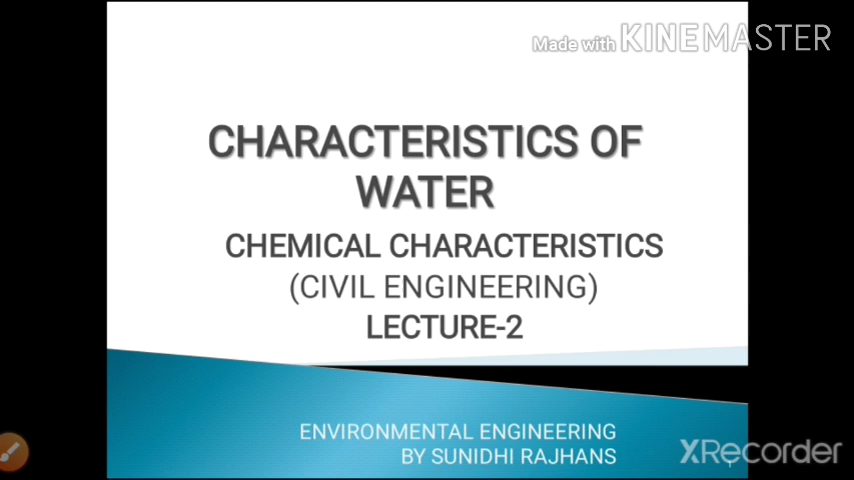 Made with KINEMASTER
CHARACTERISTICS OF
WATER
CHEMICAL CHARACTERISTICS
(CIVIL ENGINEERING)
LECTURE-2
ENVIRONMENTAL ENGINEERING
BY SUNIDHI RAJHANS
XRecorder